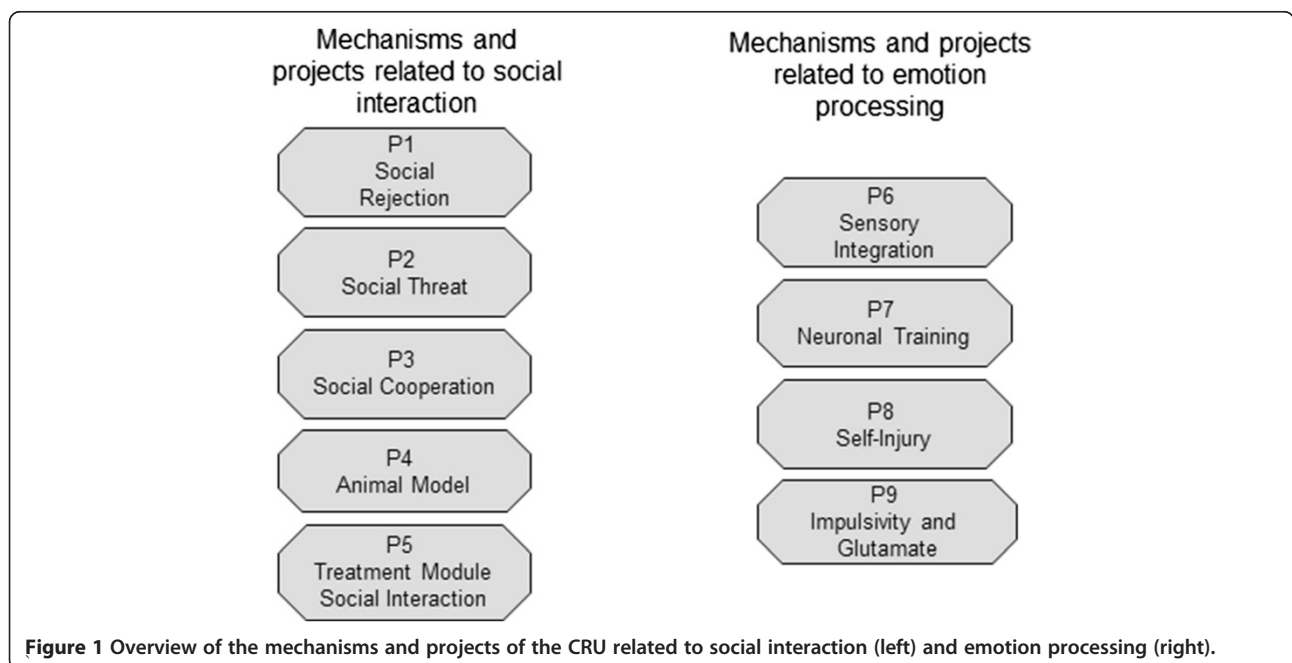 Mechanisms and
projects related to social
interaction
P1
Social
Rejection
P2
Social Threat
P3
Social Cooperation
P4
Animal Model
P5
Treatment Module
Social Interaction
Mechanisms and projects
related to emotion
processing
P6
Sensory
Integration
P7
Neuronal Training
P8
Self-Injury
P9
Impulsivity and
Glutamate
Figure 1 Overview of the mechanisms and projects of the CRU related to social interaction (left) and emotion processing (right).